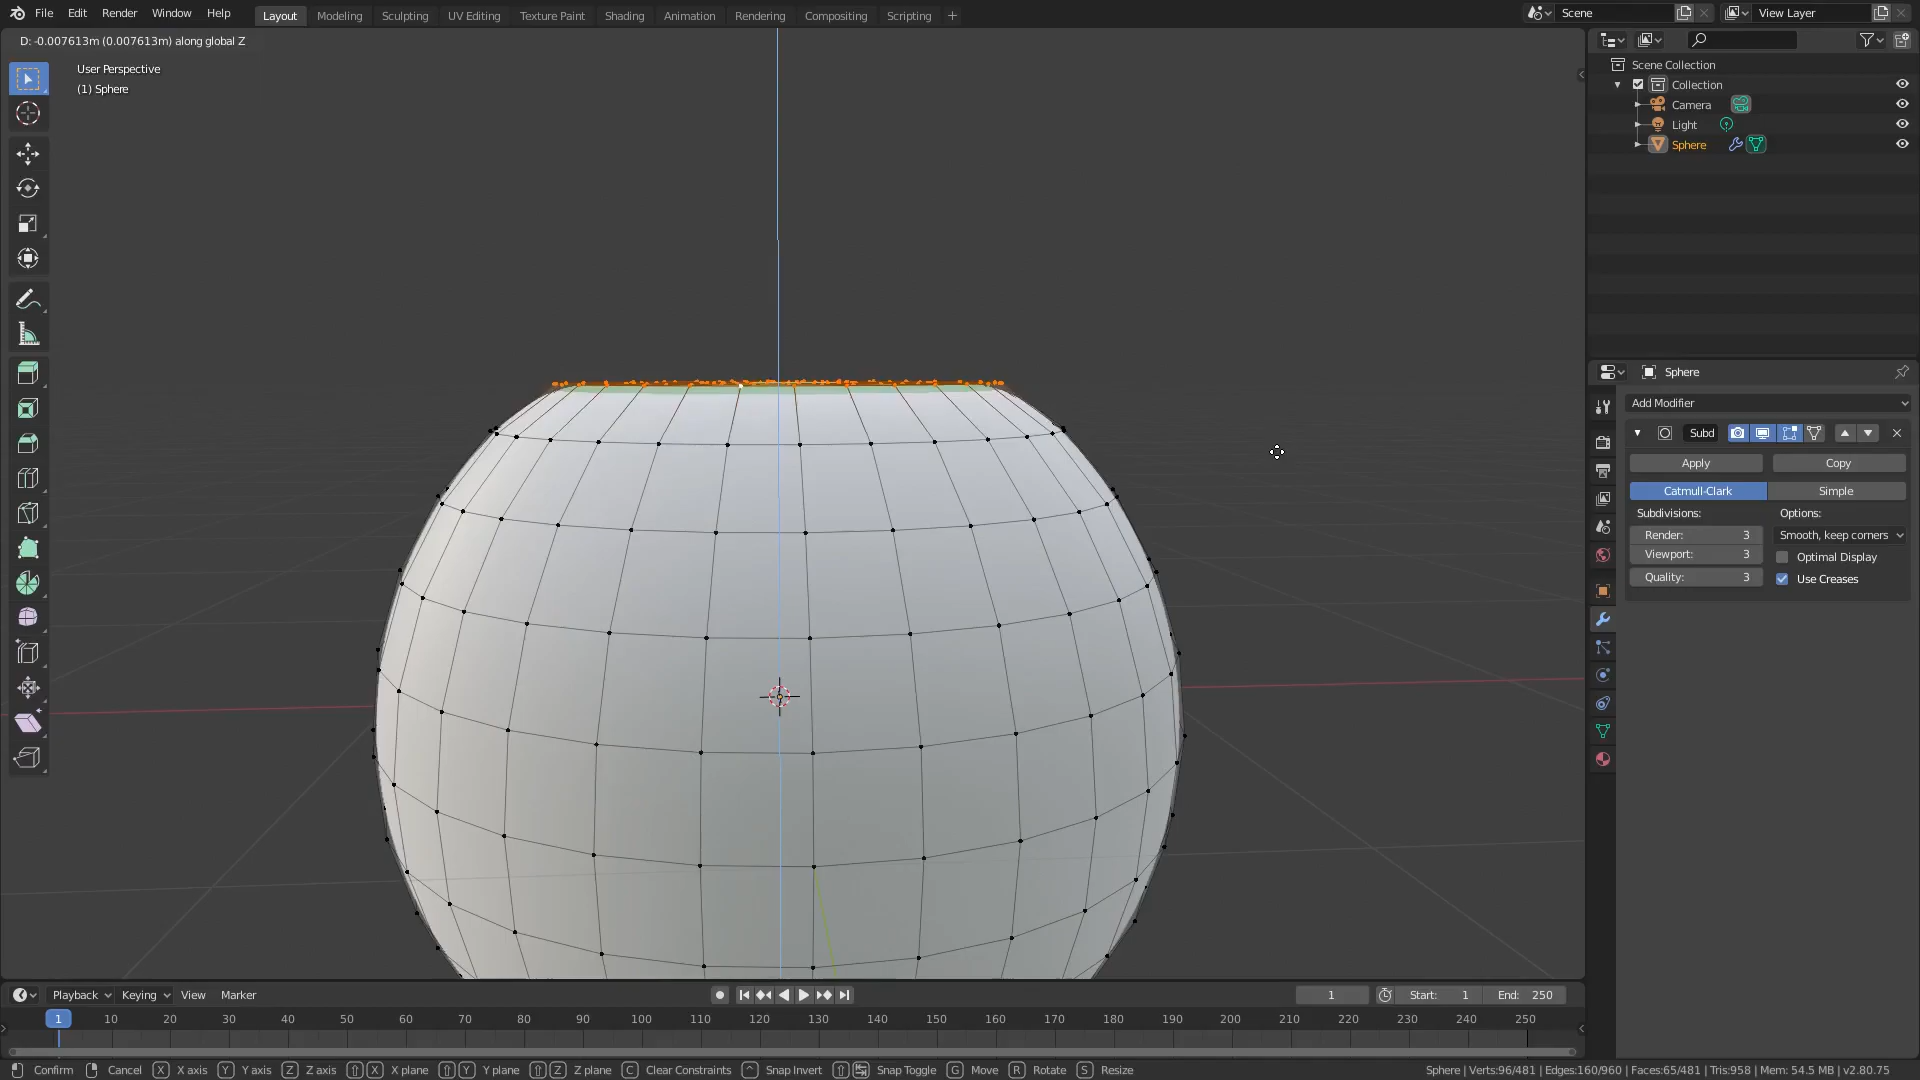 File Edit Render Window Help Layout Modeling Sculpting UV Editing Texture Paint Shading Animation Rendering Compositing Scripting + Scene View Layer
D: -0.007613m (0.007613m) along global Z
User Perspective
(1) Sphere
Scene Collection
Collection
Camera
Light
Sphere
Sphere
Add Modifier
Subd
Apply Copy
Catmull-Clark Simple
Subdivisions: Options:
Render: 3 Smooth, keep corners
Viewport: 3 Optimal Display
Quality: 3 Use Creases
Playback Keying View Marker 1 Start: 1 End: 250
1 10 20 30 40 50 60 70 80 90 100 110 120 130 140 150 160 170 180 190 200 210 220 230 240 250
Confirm Cancel X X axis Y Y axis Z Z axis X X plane Y Y plane Z Z plane C Clear Constraints ^ Snap Invert Snap Toggle G Move R Rotate S Resize Sphere | Verts:96/481 | Edges:160/960 | Faces:65/481 | Tris:958 | Mem: 54.5 MB | v2.80.75